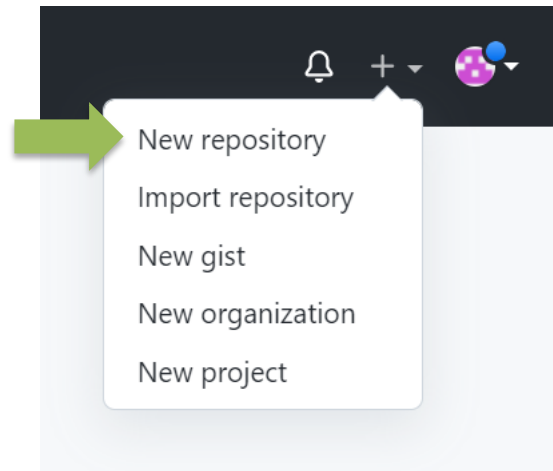 New repository
Import repository
New gist
New organization
New project